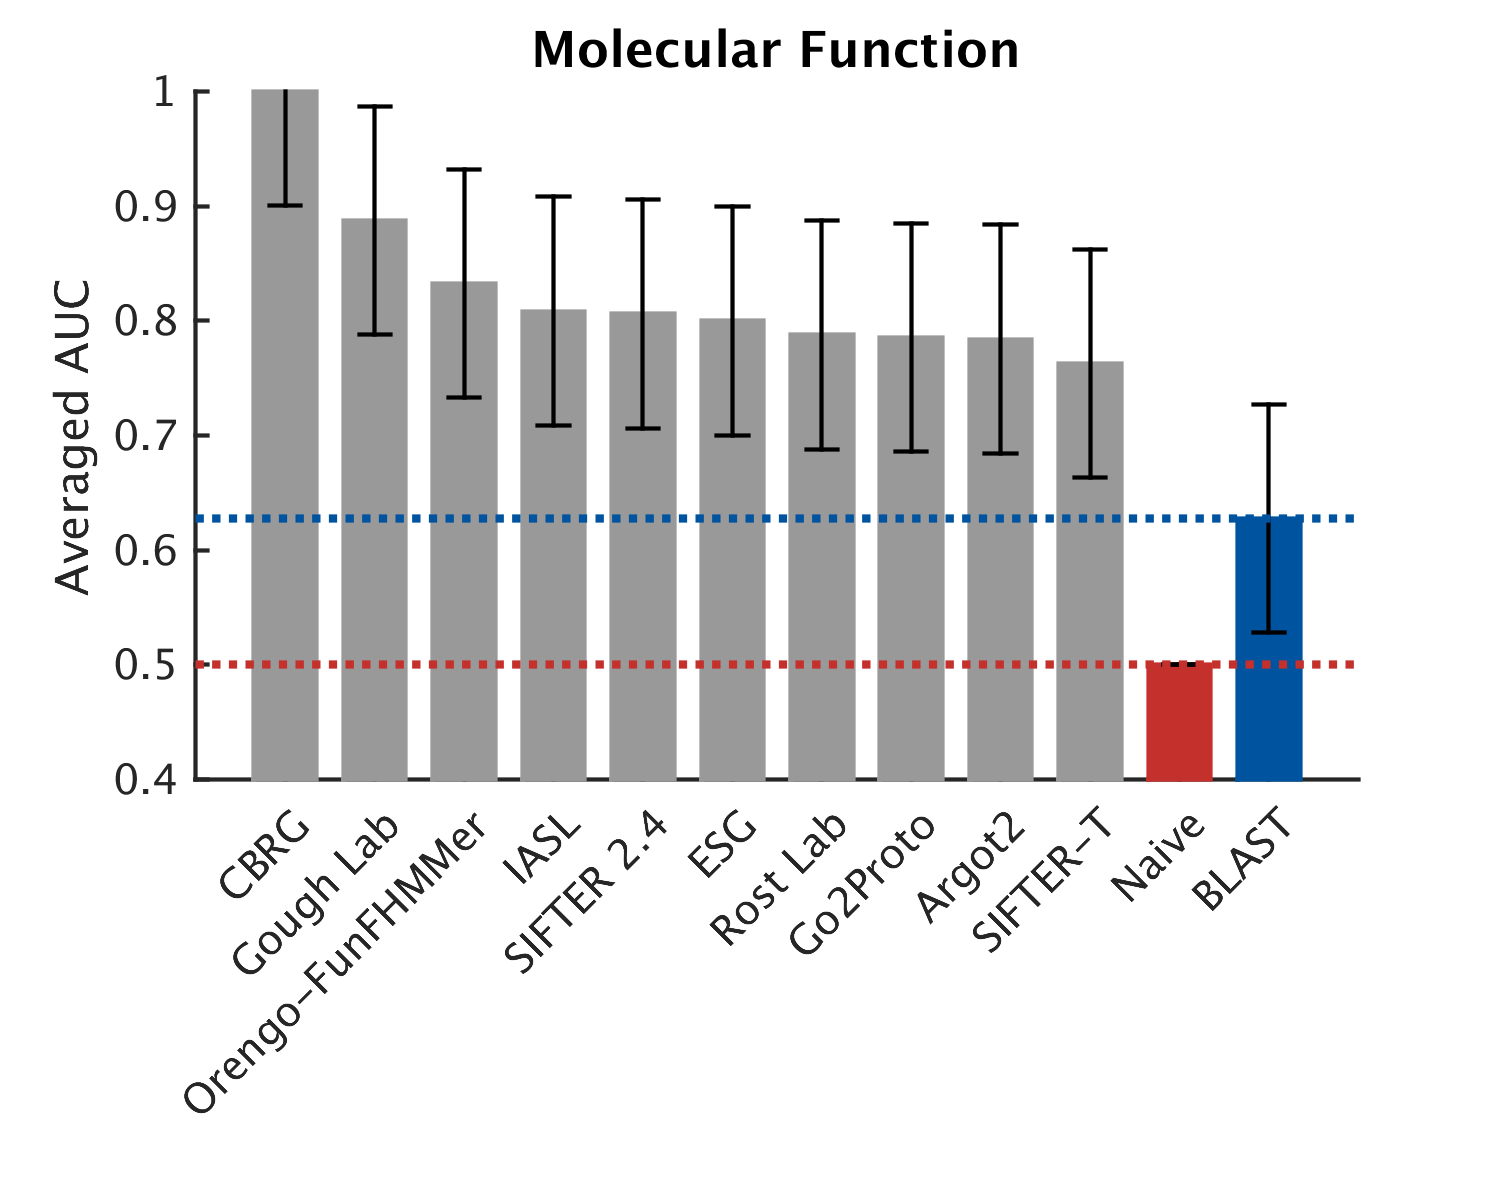 Molecular Function
Averaged AUC
1
0.9
0.8
0.7
0.6
0.5
0.4
CBRG
Gough Lab
Orengo-FunFHMMer
IASL
SIFTER 2.4
ESG
Rost Lab
Go2Proto
Argot2
SIFTER-T
Naive
BLAST